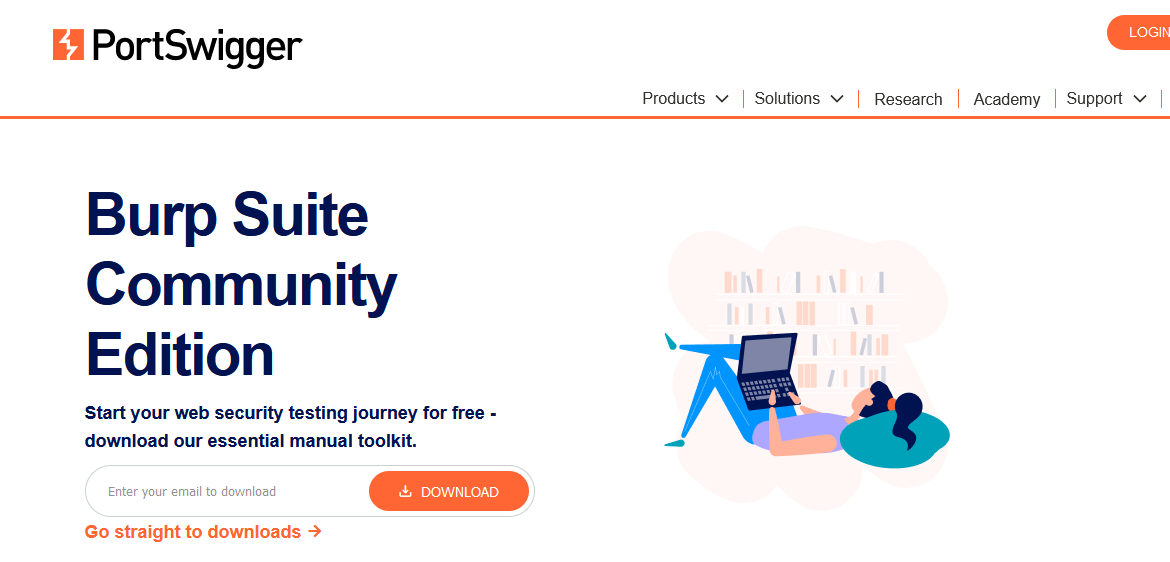 PortSwigger
LOGIN
Products
Solutions
Research
Academy
Support
Burp Suite
Community
Edition
Start your web security testing journey for free -
download our essential manual toolkit.
Enter your email to download
DOWNLOAD
Go straight to downloads →